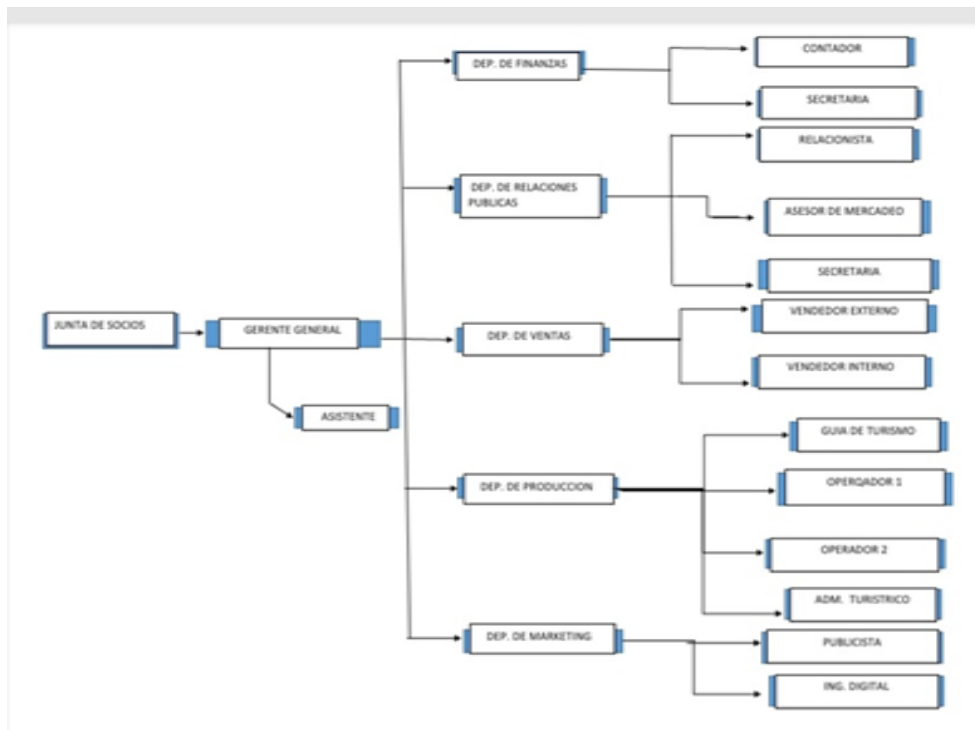 JUNTA DE SOCIOS
GERENTE GENERAL
ASISTENTE
DEP. DE FINANZAS
CONTADOR
SECRETARIA
DEP. DE RELACIONES
PUBLICAS
RELACIONISTA
ASESOR DE MERCADEO
SECRETARIA
DEP. DE VENTAS
VENDEDOR EXTERNO
VENDEDOR INTERNO
DEP. DE PRODUCCION
GUIA DE TURISMO
OPERQADOR 1
OPERADOR 2
ADM. TURISTRICO
DEP. DE MARKETING
PUBLICISTA
ING. DIGITAL